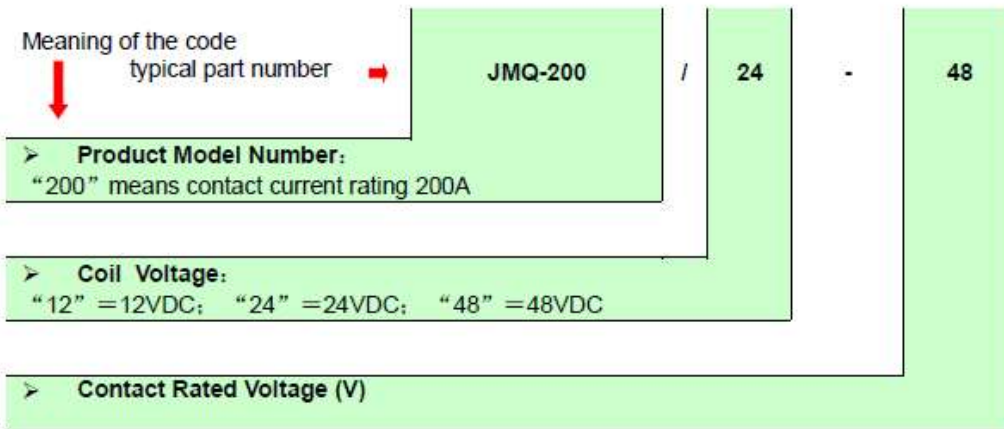 Meaning of the code
typical part number JMQ-200 / 24 - 48
➢ Product Model Number：
“200” means contact current rating 200A
➢ Coil Voltage：
“12” ＝12VDC； “24” ＝24VDC； “48” ＝48VDC
➢ Contact Rated Voltage (V)